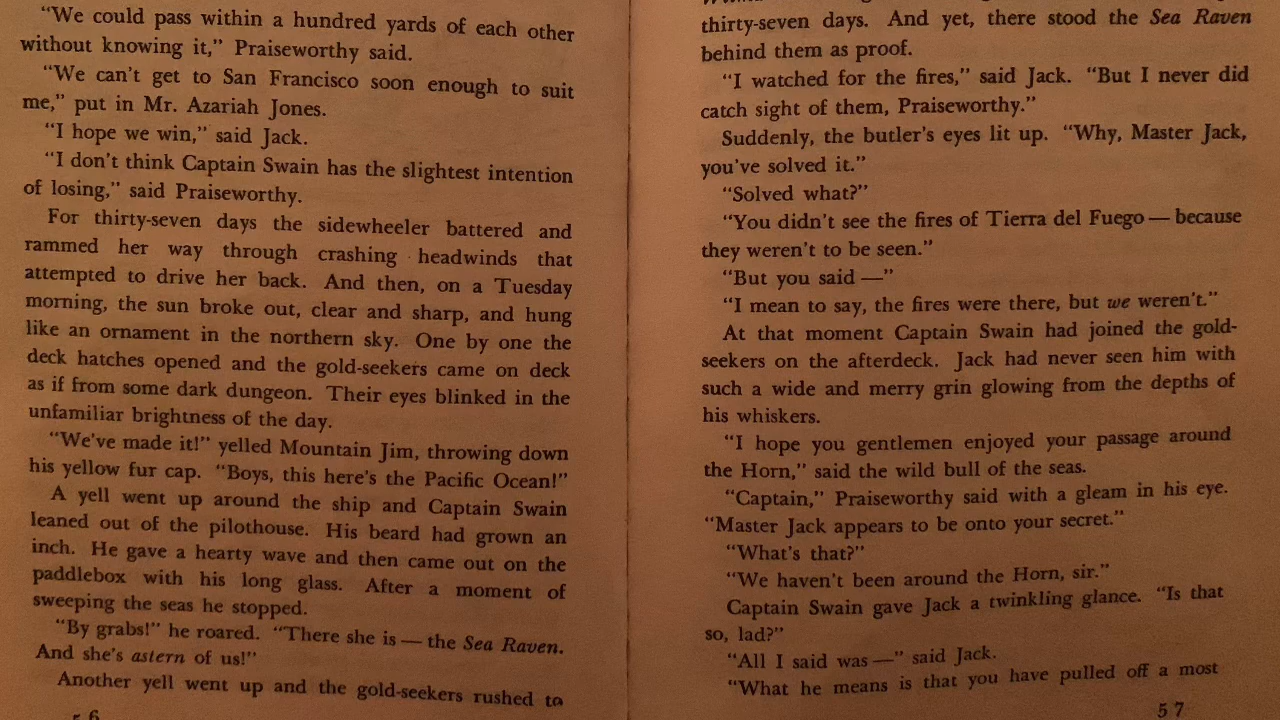 “We could pass within a hundred yards of each other
without knowing it,” Praiseworthy said.
“We can't get to San Francisco soon enough to suit
me,” put in Mr. Azariah Jones.
“I hope we win,” said Jack.
“I don't think Captain Swain has the slightest intention
of losing,” said Praiseworthy.
For thirty-seven days the sidewheeler battered and
rammed her way through crashing headwinds that
attempted to drive her back. And then, on a Tuesday
morning, the sun broke out, clear and sharp, and hung
like an ornament in the northern sky. One by one the
deck hatches opened and the gold-seekers came on deck
as if from some dark dungeon. Their eyes blinked in the
unfamiliar brightness of the day.
“We've made it!” yelled Mountain Jim, throwing down
his yellow fur cap. “Boys, this here's the Pacific Ocean!”
A yell went up around the ship and Captain Swain
leaned out of the pilothouse. His beard had grown an
inch. He gave a hearty wave and then came out on the
paddlebox with his long glass. After a moment of
sweeping the seas he stopped.
“By grabs!” he roared. “There she is — the Sea Raven.
And she's astern of us!”
Another yell went up and the gold-seekers rushed to
56
thirty-seven days. And yet, there stood the Sea Raven
behind them as proof.
“I watched for the fires,” said Jack. “But I never did
catch sight of them, Praiseworthy.”
Suddenly, the butler's eyes lit up. “Why, Master Jack,
you've solved it.”
“Solved what?”
“You didn't see the fires of Tierra del Fuego — because
they weren't to be seen.”
“But you said —”
“I mean to say, the fires were there, but we weren't.”
At that moment Captain Swain had joined the gold-
seekers on the afterdeck. Jack had never seen him with
such a wide and merry grin glowing from the depths of
his whiskers.
“I hope you gentlemen enjoyed your passage around
the Horn,” said the wild bull of the seas.
“Captain,” Praiseworthy said with a gleam in his eye.
“Master Jack appears to be onto your secret.”
“What's that?”
“We haven't been around the Horn, sir.”
Captain Swain gave Jack a twinkling glance. “Is that
so, lad?”
“All I said was —” said Jack.
“What he means is that you have pulled off a most
57